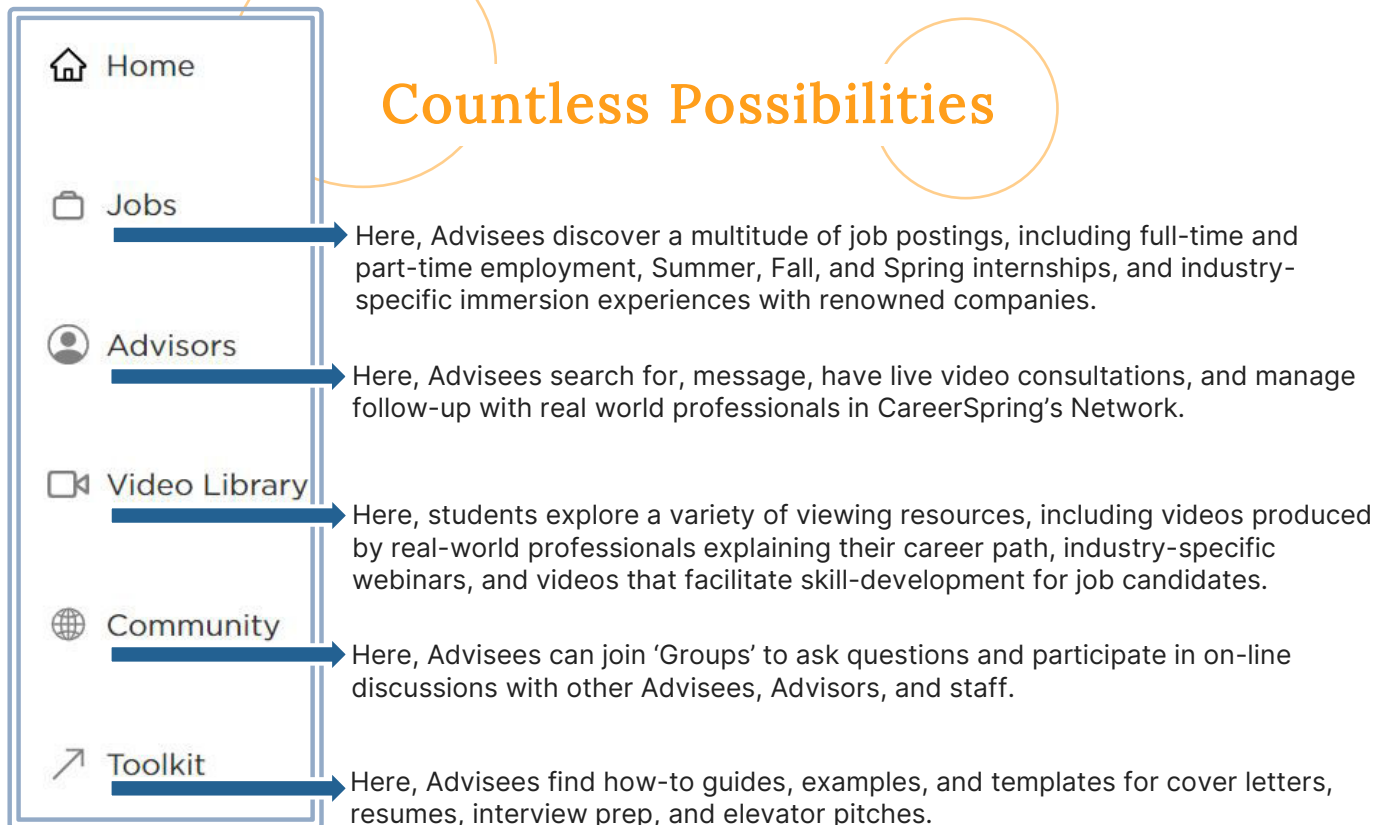 Home
Countless Possibilities
Jobs
Here, Advisees discover a multitude of job postings, including full-time and
part-time employment, Summer, Fall, and Spring internships, and industry-
specific immersion experiences with renowned companies.
Advisors
Here, Advisees search for, message, have live video consultations, and manage
follow-up with real world professionals in CareerSpring’s Network.
Video Library
Here, students explore a variety of viewing resources, including videos produced
by real-world professionals explaining their career path, industry-specific
webinars, and videos that facilitate skill-development for job candidates.
Community
Here, Advisees can join ‘Groups’ to ask questions and participate in on-line
discussions with other Advisees, Advisors, and staff.
Toolkit
Here, Advisees find how-to guides, examples, and templates for cover letters,
resumes, interview prep, and elevator pitches.